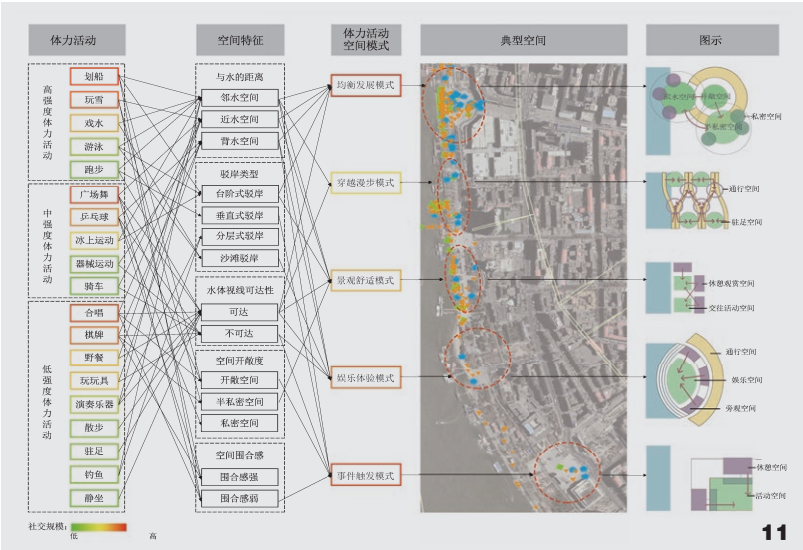 体力活动
空间特征
体力活动
空间模式
典型空间
图示
高强度体力活动
划船
玩雪
戏水
游泳
跑步
中强度体力活动
广场舞
乒乓球
冰上运动
器械运动
骑车
低强度体力活动
合唱
棋牌
野餐
玩玩具
演奏乐器
散步
驻足
钓鱼
静坐
与水的距离
邻水空间
近水空间
背水空间
驳岸类型
台阶式驳岸
垂直式驳岸
分层式驳岸
沙滩驳岸
水体视线可达性
可达
不可达
空间开敞度
开敞空间
半私密空间
私密空间
空间围合感
围合感强
围合感弱
均衡发展模式
穿越漫步模式
景观舒适模式
娱乐体验模式
事件触发模式
开敞空间
半私密空间
私密空间
通行空间
驻足空间
休憩观赏空间
交往活动空间
通行空间
娱乐空间
旁观空间
休憩空间
活动空间
社交规模：
低
高
11